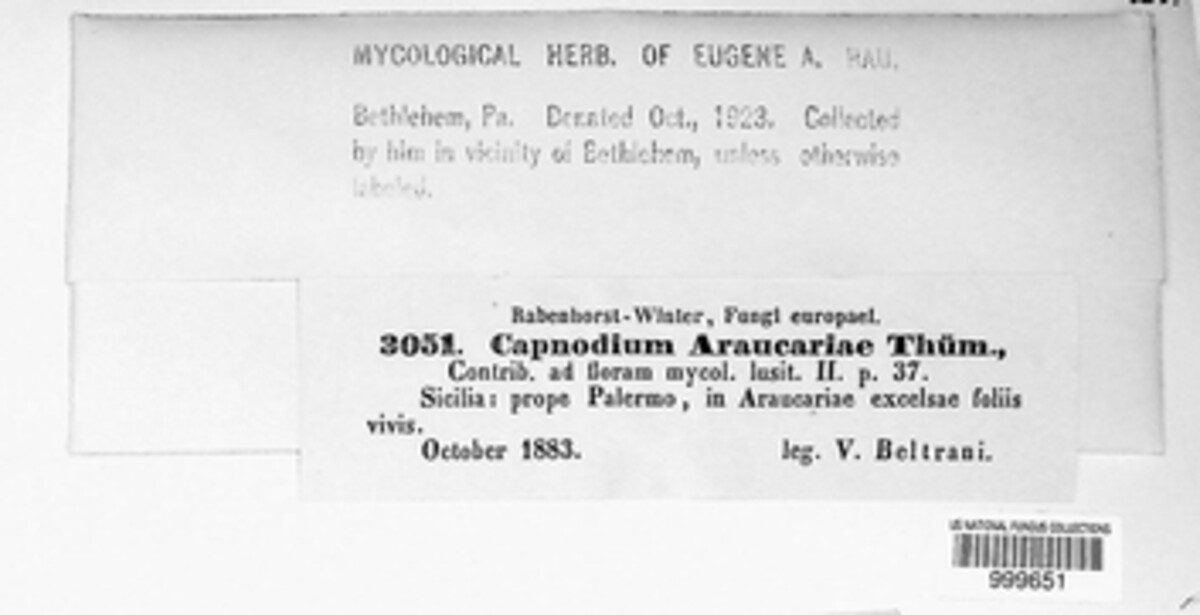 MYCOLOGICAL HERB. OF EUGENE A. RAU.
Bethlehem, Pa. Donated Oct., 1923. Collected
by him in vicinity of Bethlehem, unless otherwise
labeled.
Rabenhorst-Winter, Fungi europaei.
3051. Capnodium Araucariae Thüm.,
Contrib. ad floram mycol. lusit. II. p. 37.
Sicilia: prope Palermo, in Araucariae excelsae foliis
vivis.
October 1883. leg. V. Beltrani.
US NATIONAL FUNGUS COLLECTIONS
999651